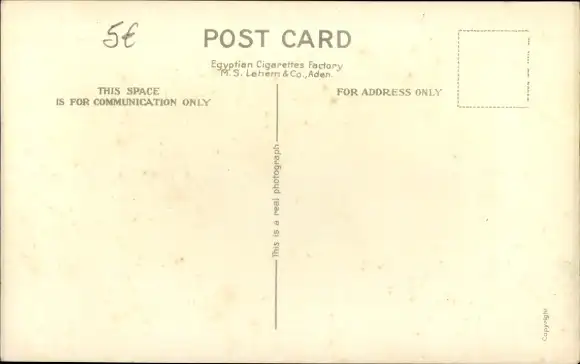 5€
POST CARD
Egyptian Cigarettes Factory
M. S. Lehem & Co., Aden.
THIS SPACE
IS FOR COMMUNICATION ONLY
FOR ADDRESS ONLY
This is a real photograph
Copyright